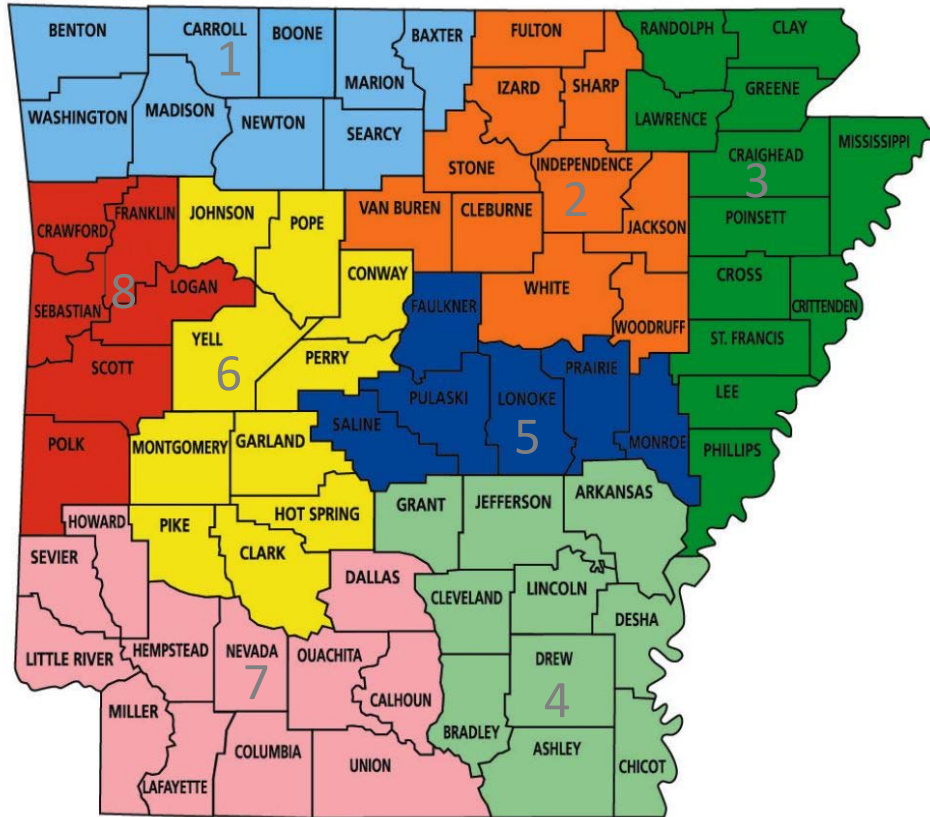 BENTON
CARROLL
BOONE
BAXTER
FULTON
RANDOLPH
CLAY
1
MARION
IZARD
SHARP
GREENE
WASHINGTON
MADISON
NEWTON
SEARCY
LAWRENCE
MISSISSIPPI
STONE
INDEPENDENCE
CRAIGHEAD
2
3
CRAWFORD
FRANKLIN
JOHNSON
POPE
VAN BUREN
CLEBURNE
JACKSON
POINSETT
CONWAY
CROSS
8
LOGAN
WHITE
SEBASTIAN
FAULKNER
CRITTENDEN
WOODRUFF
YELL
ST. FRANCIS
SCOTT
6
PERRY
PRAIRIE
LEE
PULASKI
LONOKE
SALINE
5
POLK
MONTGOMERY
GARLAND
MONROE
PHILLIPS
HOWARD
PIKE
HOT SPRING
GRANT
JEFFERSON
ARKANSAS
SEVIER
CLARK
DALLAS
CLEVELAND
LINCOLN
DESHA
LITTLE RIVER
HEMPSTEAD
NEVADA
OUACHITA
DREW
7
CALHOUN
4
MILLER
BRADLEY
COLUMBIA
ASHLEY
UNION
CHICOT
LAFAYETTE